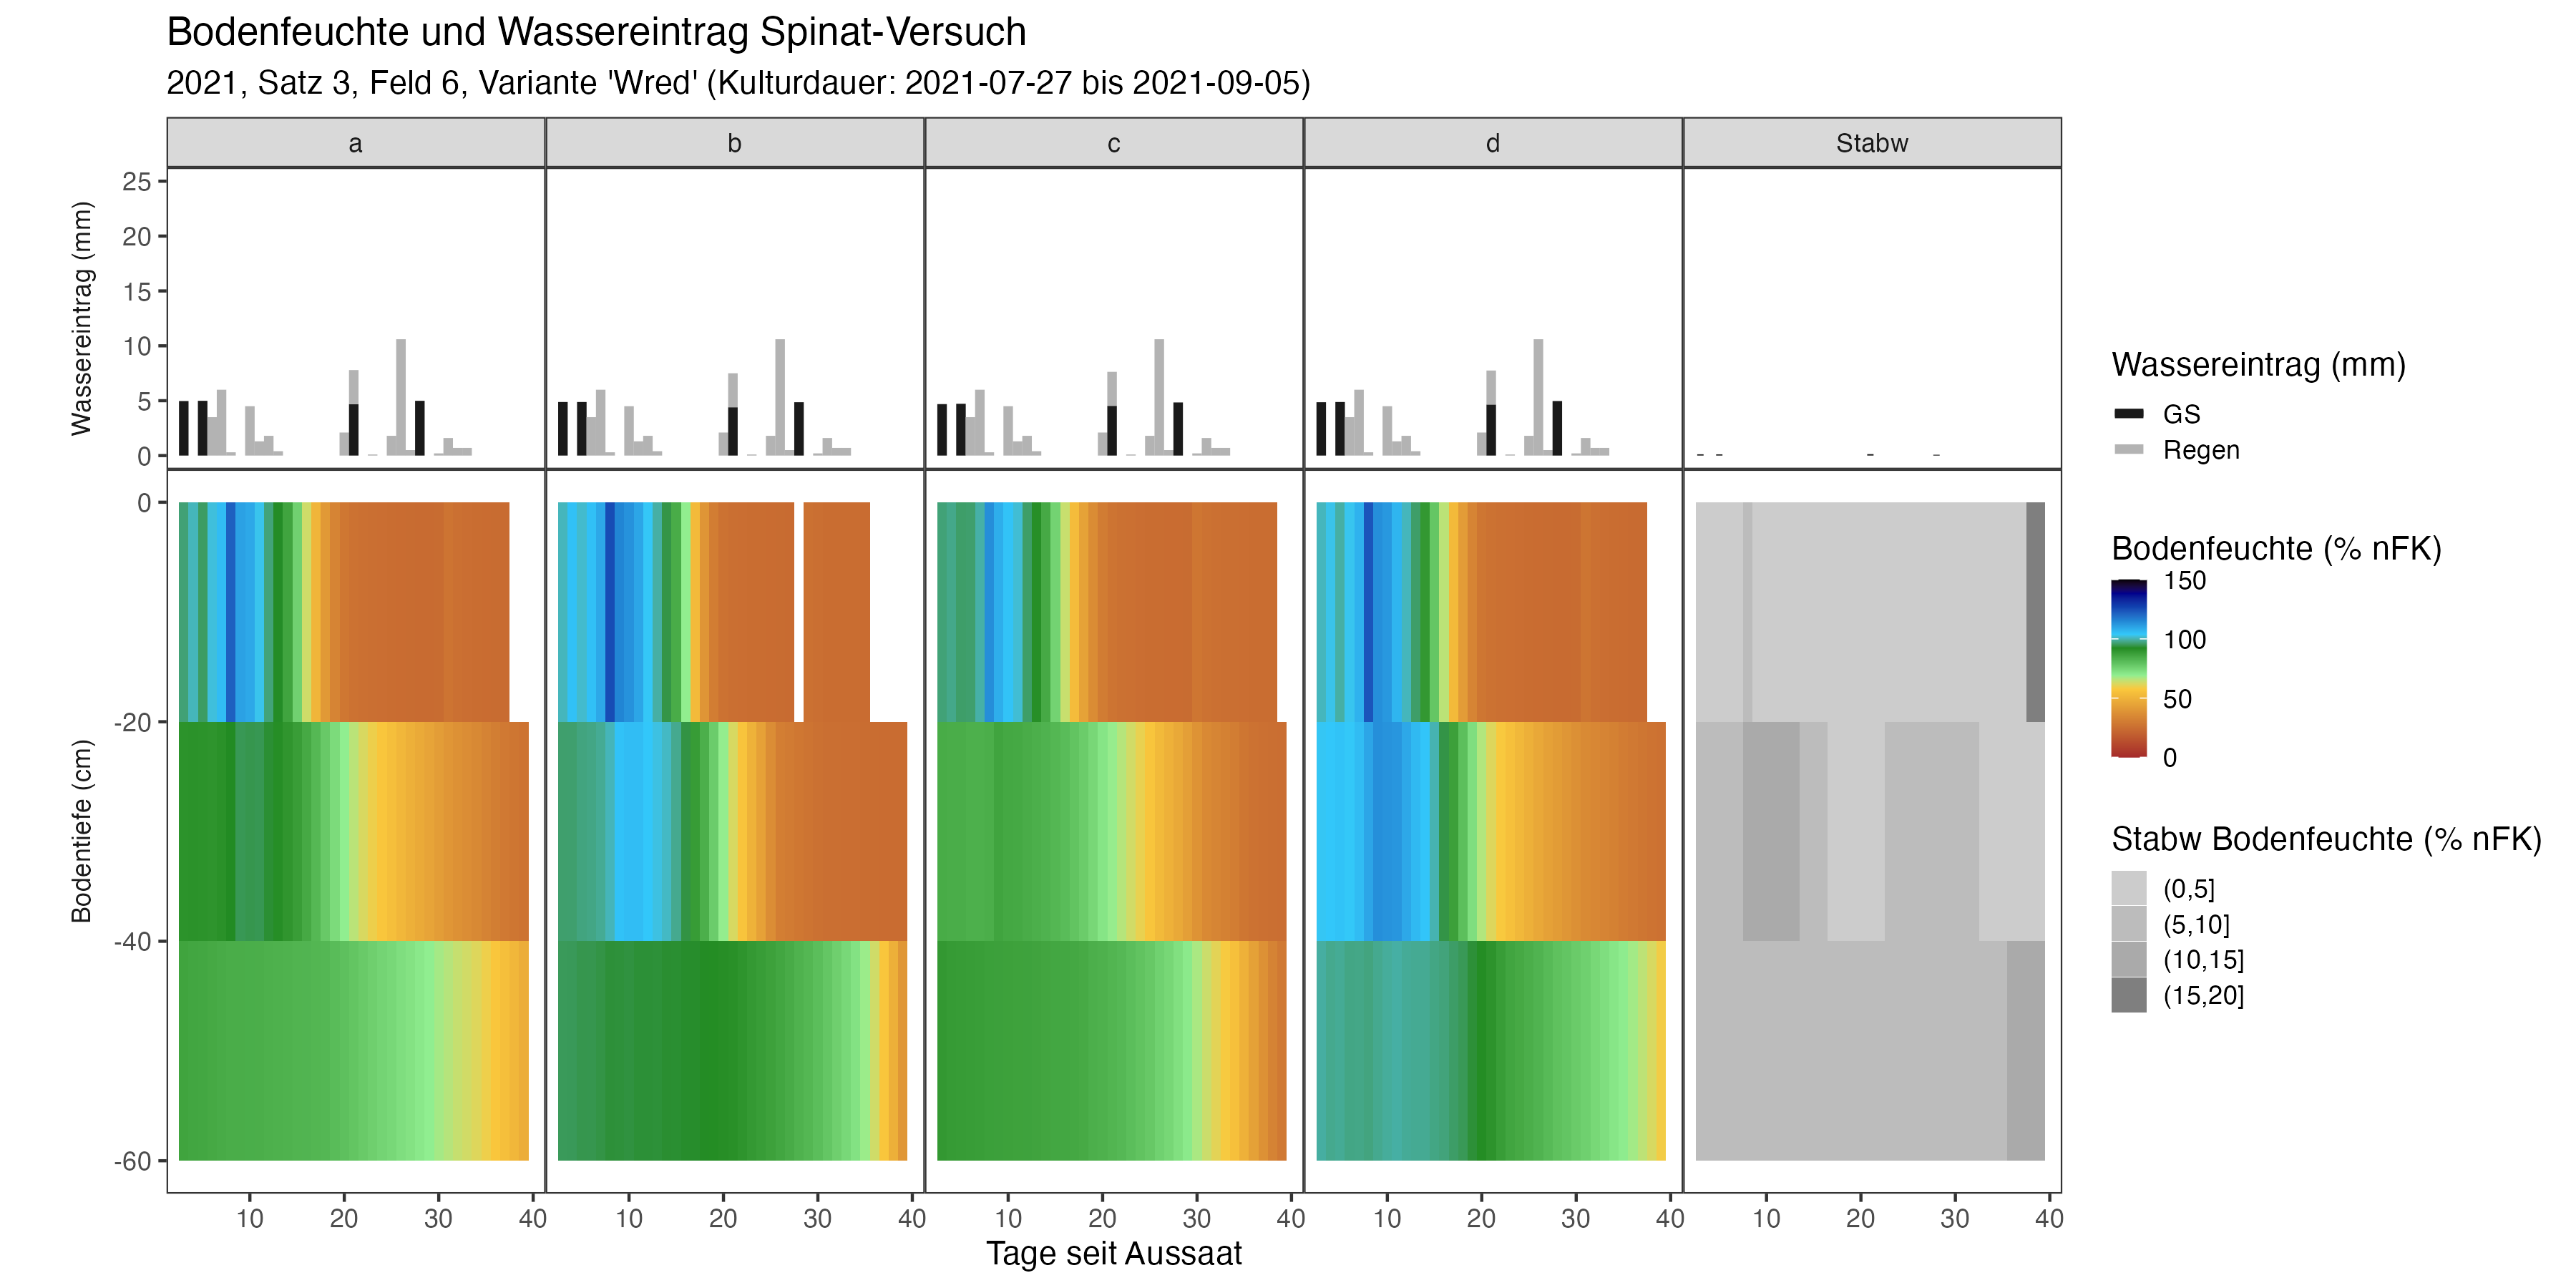 Bodenfeuchte und Wassereintrag Spinat-Versuch
2021, Satz 3, Feld 6, Variante 'Wred' (Kulturdauer: 2021-07-27 bis 2021-09-05)
a b c d Stabw
Wassereintrag (mm)
25
20
15
10
5
0
Bodentiefe (cm)
0
-20
-40
-60
10 20 30 40 10 20 30 40 10 20 30 40 10 20 30 40 10 20 30 40
Tage seit Aussaat
Wassereintrag (mm)
GS
Regen
Bodenfeuchte (% nFK)
150
100
50
0
Stabw Bodenfeuchte (% nFK)
(0,5]
(5,10]
(10,15]
(15,20]